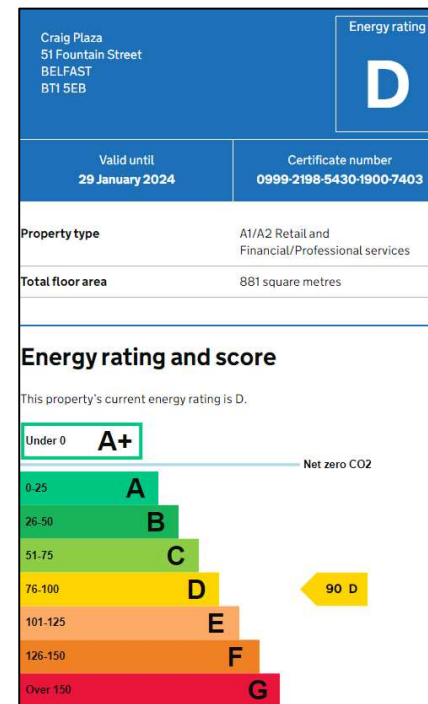 Craig Plaza
51 Fountain Street
BELFAST
BT1 5EB
Energy rating
D
Valid until
29 January 2024
Certificate number
0999-2198-5430-1900-7403
Property type
A1/A2 Retail and
Financial/Professional services
Total floor area
881 square metres
Energy rating and score
This property's current energy rating is D.
Under 0 A+
Net zero CO2
0-25 A
26-50 B
51-75 C
76-100 D
90 D
101-125 E
126-150 F
Over 150 G